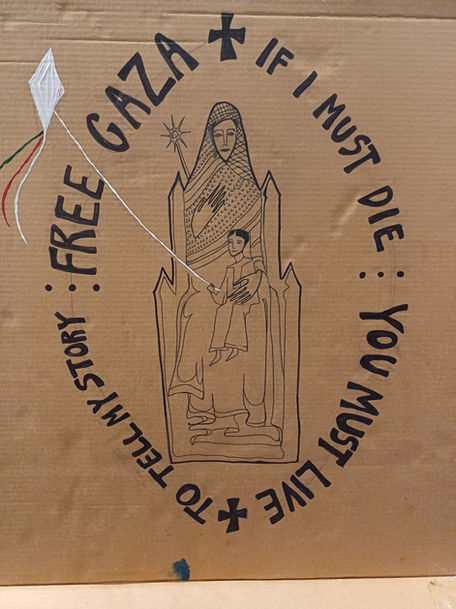 FREE GAZA ✠ IF I MUST DIE : YOU MUST LIVE ✠ TO TELL MY STORY :